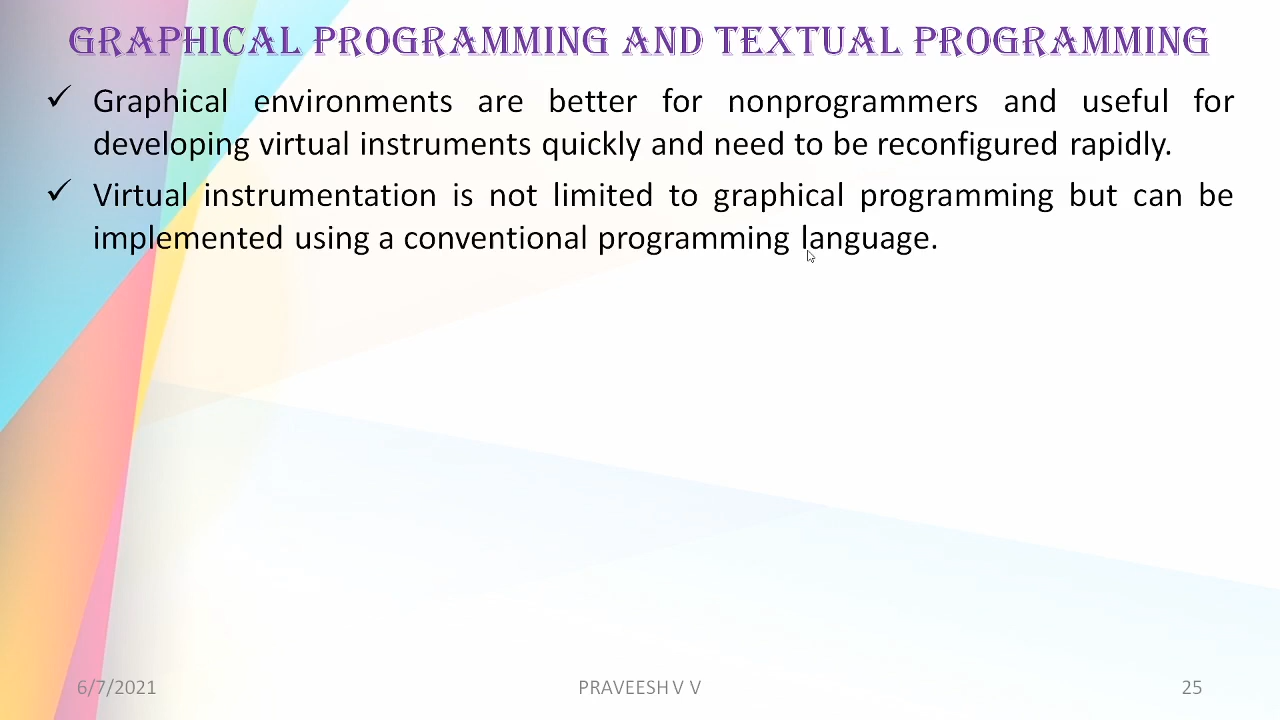 GRAPHICAL PROGRAMMING AND TEXTUAL PROGRAMMING
✓ Graphical environments are better for nonprogrammers and useful for
developing virtual instruments quickly and need to be reconfigured rapidly.
✓ Virtual instrumentation is not limited to graphical programming but can be
implemented using a conventional programming language.
6/7/2021 PRAVEESH V V 25